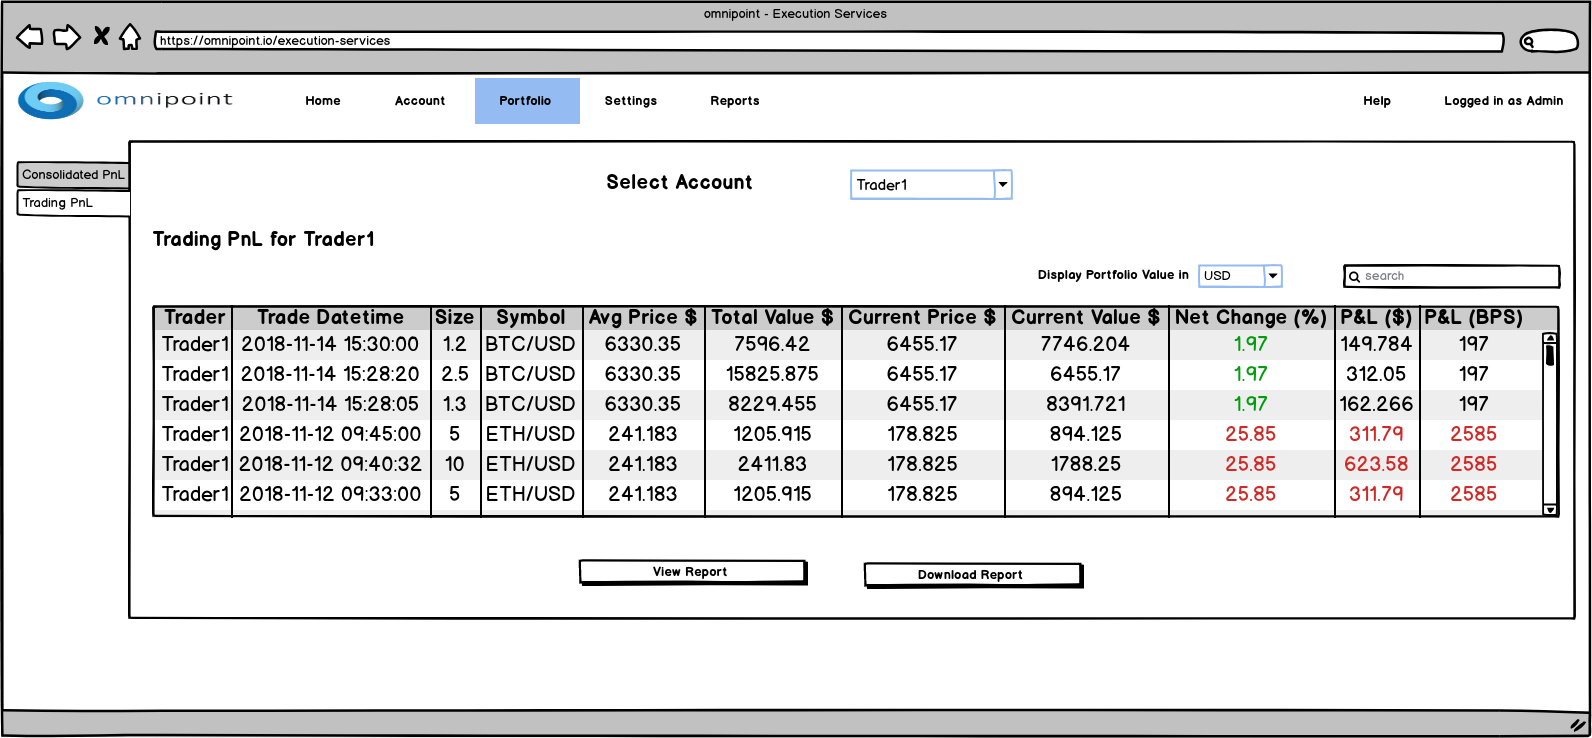 omnipoint - Execution Services
https://omnipoint.io/execution-services
omnipoint Home Account Portfolio Settings Reports Help Logged in as Admin
Consolidated PnL
Trading PnL
Select Account Trader1
Trading PnL for Trader1
Display Portfolio Value in USD search
Trader Trade Datetime Size Symbol Avg Price $ Total Value $ Current Price $ Current Value $ Net Change (%) P&L ($) P&L (BPS)
Trader1 2018-11-14 15:30:00 1.2 BTC/USD 6330.35 7596.42 6455.17 7746.204 1.97 149.784 197
Trader1 2018-11-14 15:28:20 2.5 BTC/USD 6330.35 15825.875 6455.17 6455.17 1.97 312.05 197
Trader1 2018-11-14 15:28:05 1.3 BTC/USD 6330.35 8229.455 6455.17 8391.721 1.97 162.266 197
Trader1 2018-11-12 09:45:00 5 ETH/USD 241.183 1205.915 178.825 894.125 25.85 311.79 2585
Trader1 2018-11-12 09:40:32 10 ETH/USD 241.183 2411.83 178.825 1788.25 25.85 623.58 2585
Trader1 2018-11-12 09:33:00 5 ETH/USD 241.183 1205.915 178.825 894.125 25.85 311.79 2585
View Report Download Report